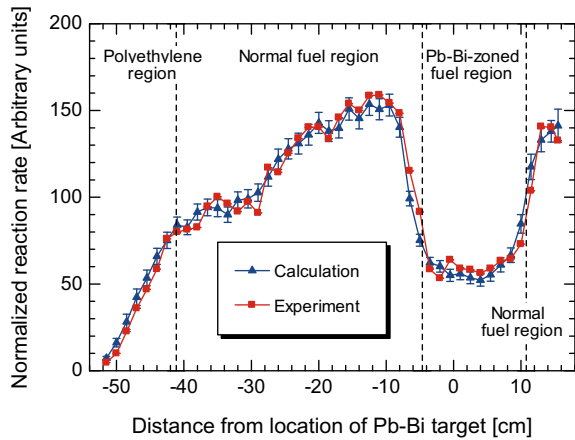 Normalized reaction rate [Arbitrary units]
200
150
100
50
0
Polyethylene
region
Normal fuel region
Pb-Bi-zoned
fuel region
Calculation
Experiment
Normal
fuel region
-50 -40 -30 -20 -10 0 10
Distance from location of Pb-Bi target [cm]